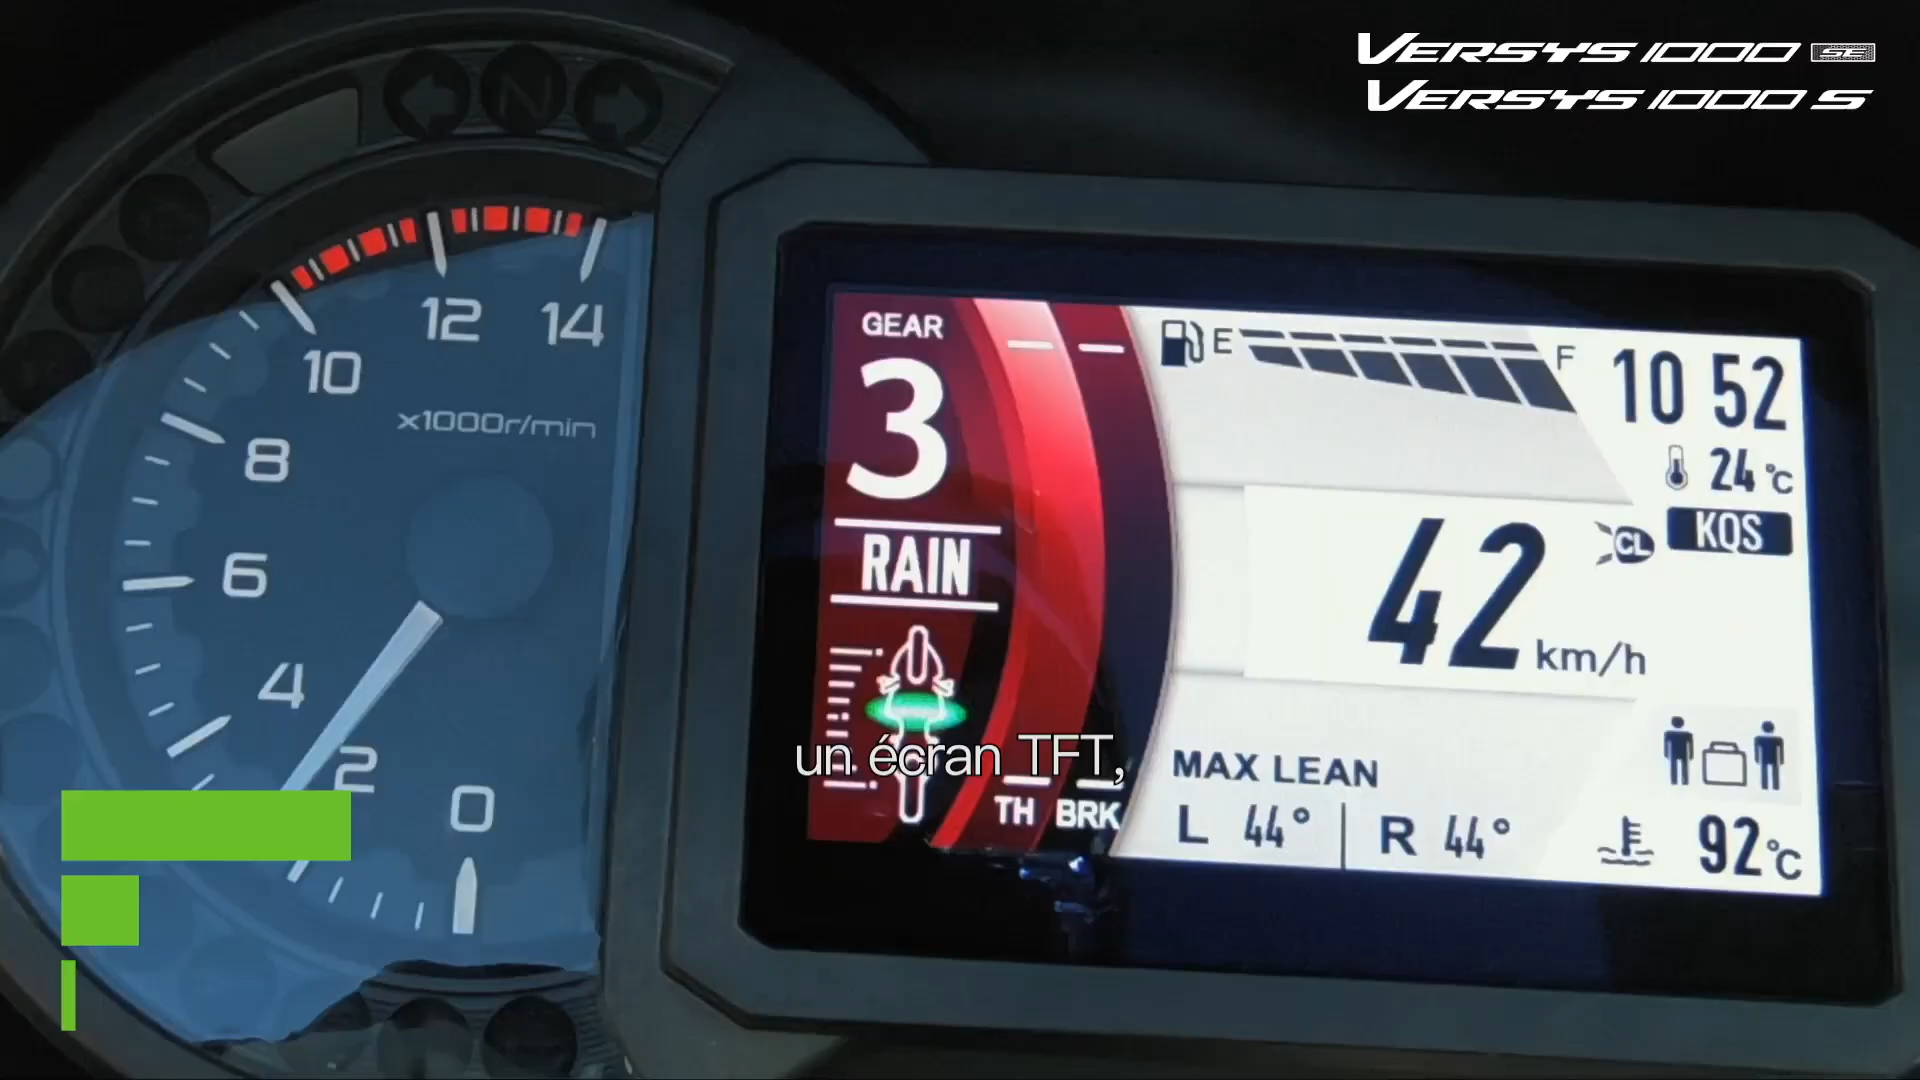 VERSYS 1000 SE
VERSYS 1000 S
N
14
12
10
8
6
4
2
0
x1000r/min
GEAR
3
RAIN
TH BRK
E F
10 52
24 °C
KQS
CL
42 km/h
MAX LEAN
L 44° R 44°
92 °C
un écran TFT,